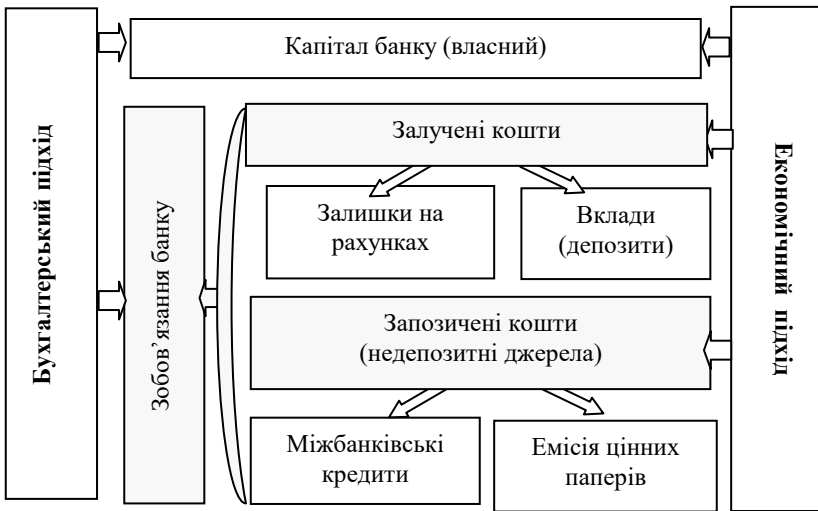 Бухгалтерський підхід
Капітал банку (власний)
Зобов’язання банку
Залучені кошти
Залишки на
рахунках
Вклади
(депозити)
Запозичені кошти
(недепозитні джерела)
Міжбанківські
кредити
Емісія цінних
паперів
Економічний підхід